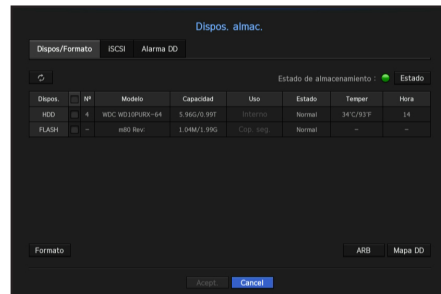 Dispos. almac.
Dispos/Formato ISCSI Alarma DD
Estado de almacenamiento : Estado
Dispos. Nº Modelo Capacidad Uso Estado Temper Hora
HDD 4 WDC WD10PURX-64 5.96G/0.99T Interno Normal 34°C/93°F 14
FLASH - m80 Rev: 1.04M/1.99G Cop. seg. Normal - -
Formato ARB Mapa DD
Acept. Cancel